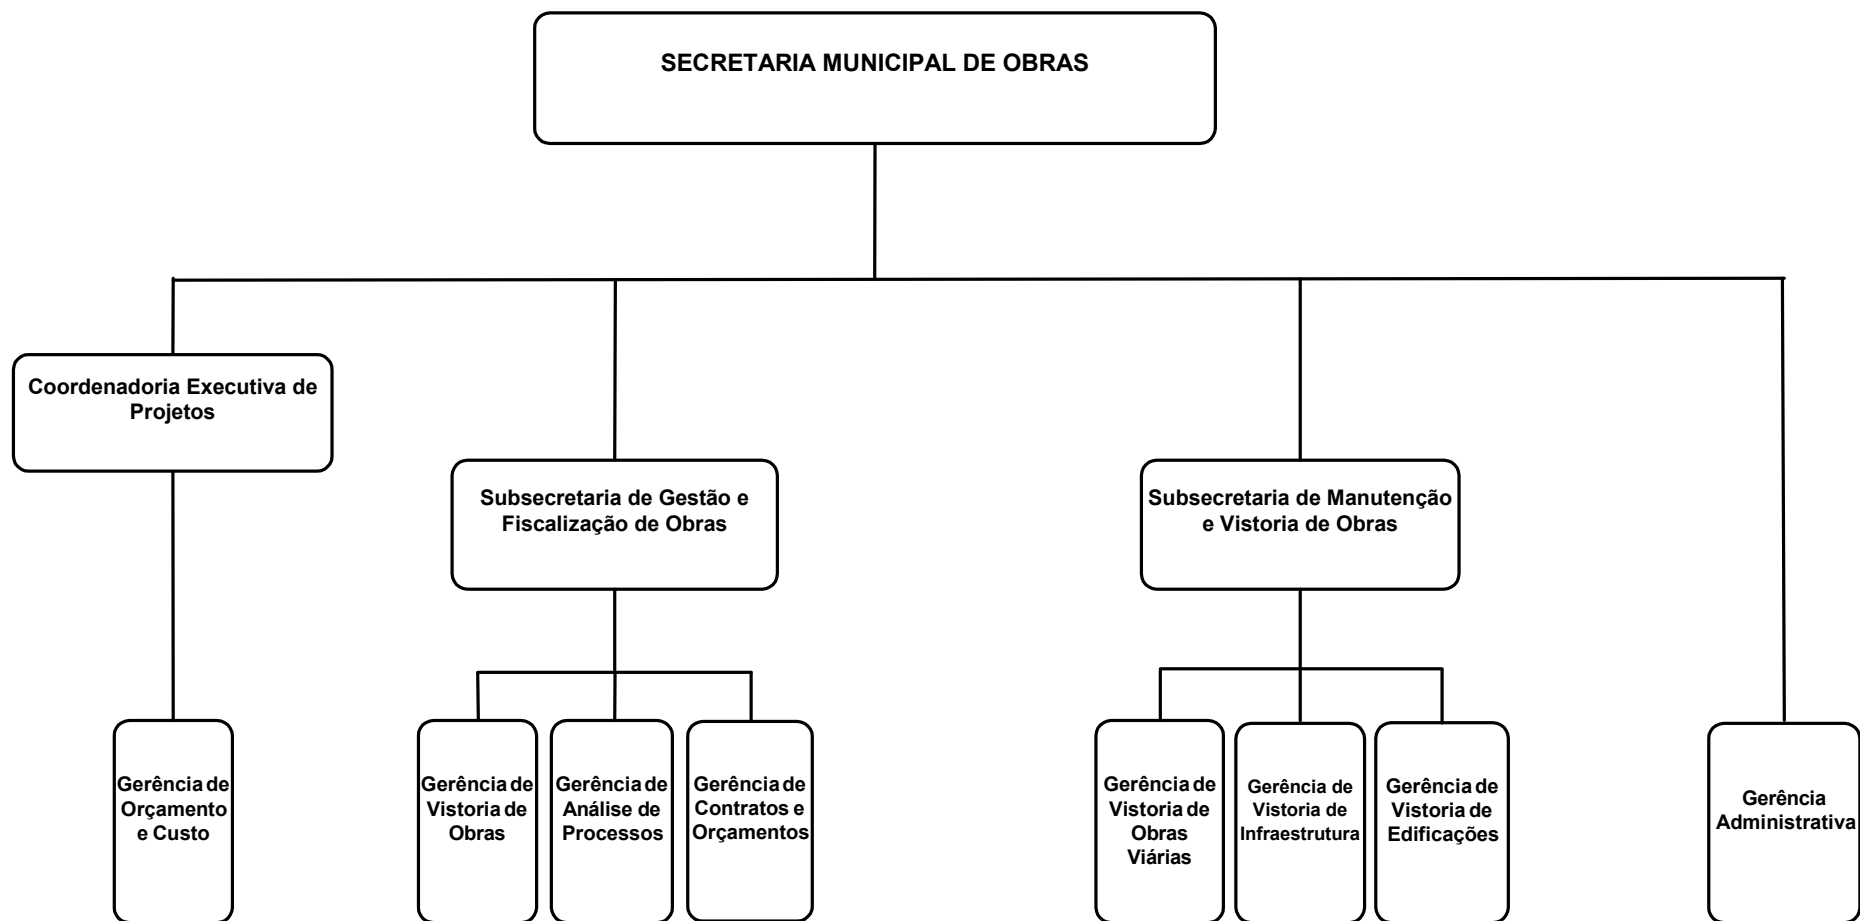 SECRETARIA MUNICIPAL DE OBRAS
Coordenadoria Executiva de
Projetos
Subsecretaria de Gestão e
Fiscalização de Obras
Subsecretaria de Manutenção
e Vistoria de Obras
Gerência de
Orçamento
e Custo
Gerência de
Vistoria de
Obras
Gerência de
Análise de
Processos
Gerência de
Contratos e
Orçamentos
Gerência de
Vistoria de
Obras
Viárias
Gerência de
Vistoria de
Infraestrutura
Gerência de
Vistoria de
Edificações
Gerência
Administrativa